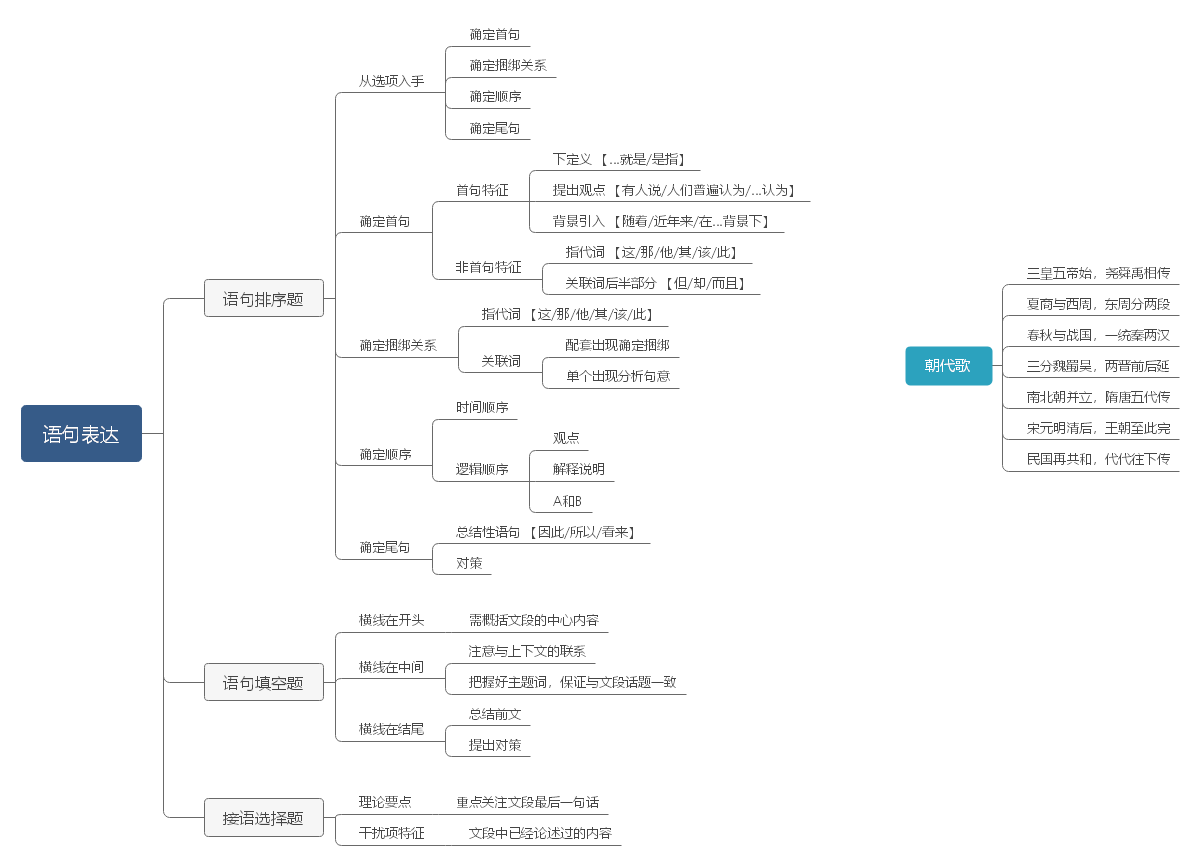 语句表达
语句排序题
从选项入手
确定首句
确定捆绑关系
确定顺序
确定尾句
确定首句
首句特征
下定义【...就是/是指】
提出观点【有人说/人们普遍认为/...认为】
背景引入【随着/近年来/在...背景下】
非首句特征
指代词【这/那/他/其/该/此】
关联词后半部分【但/却/而且】
确定捆绑关系
指代词【这/那/他/其/该/此】
关联词
配套出现确定捆绑
单个出现分析句意
确定顺序
时间顺序
逻辑顺序
观点
解释说明
A和B
确定尾句
总结性语句【因此/所以/看来】
对策
语句填空题
横线在开头
需概括文段的中心内容
横线在中间
注意与上下文的联系
把握好主题词，保证与文段话题一致
横线在结尾
总结前文
提出对策
接语选择题
理论要点
重点关注文段最后一句话
干扰项特征
文段中已经论述过的内容
朝代歌
三皇五帝始，尧舜禹相传
夏商与西周，东周分两段
春秋与战国，一统秦两汉
三分魏蜀吴，两晋前后延
南北朝并立，隋唐五代传
宋元明清后，王朝至此完
民国再共和，代代往下传